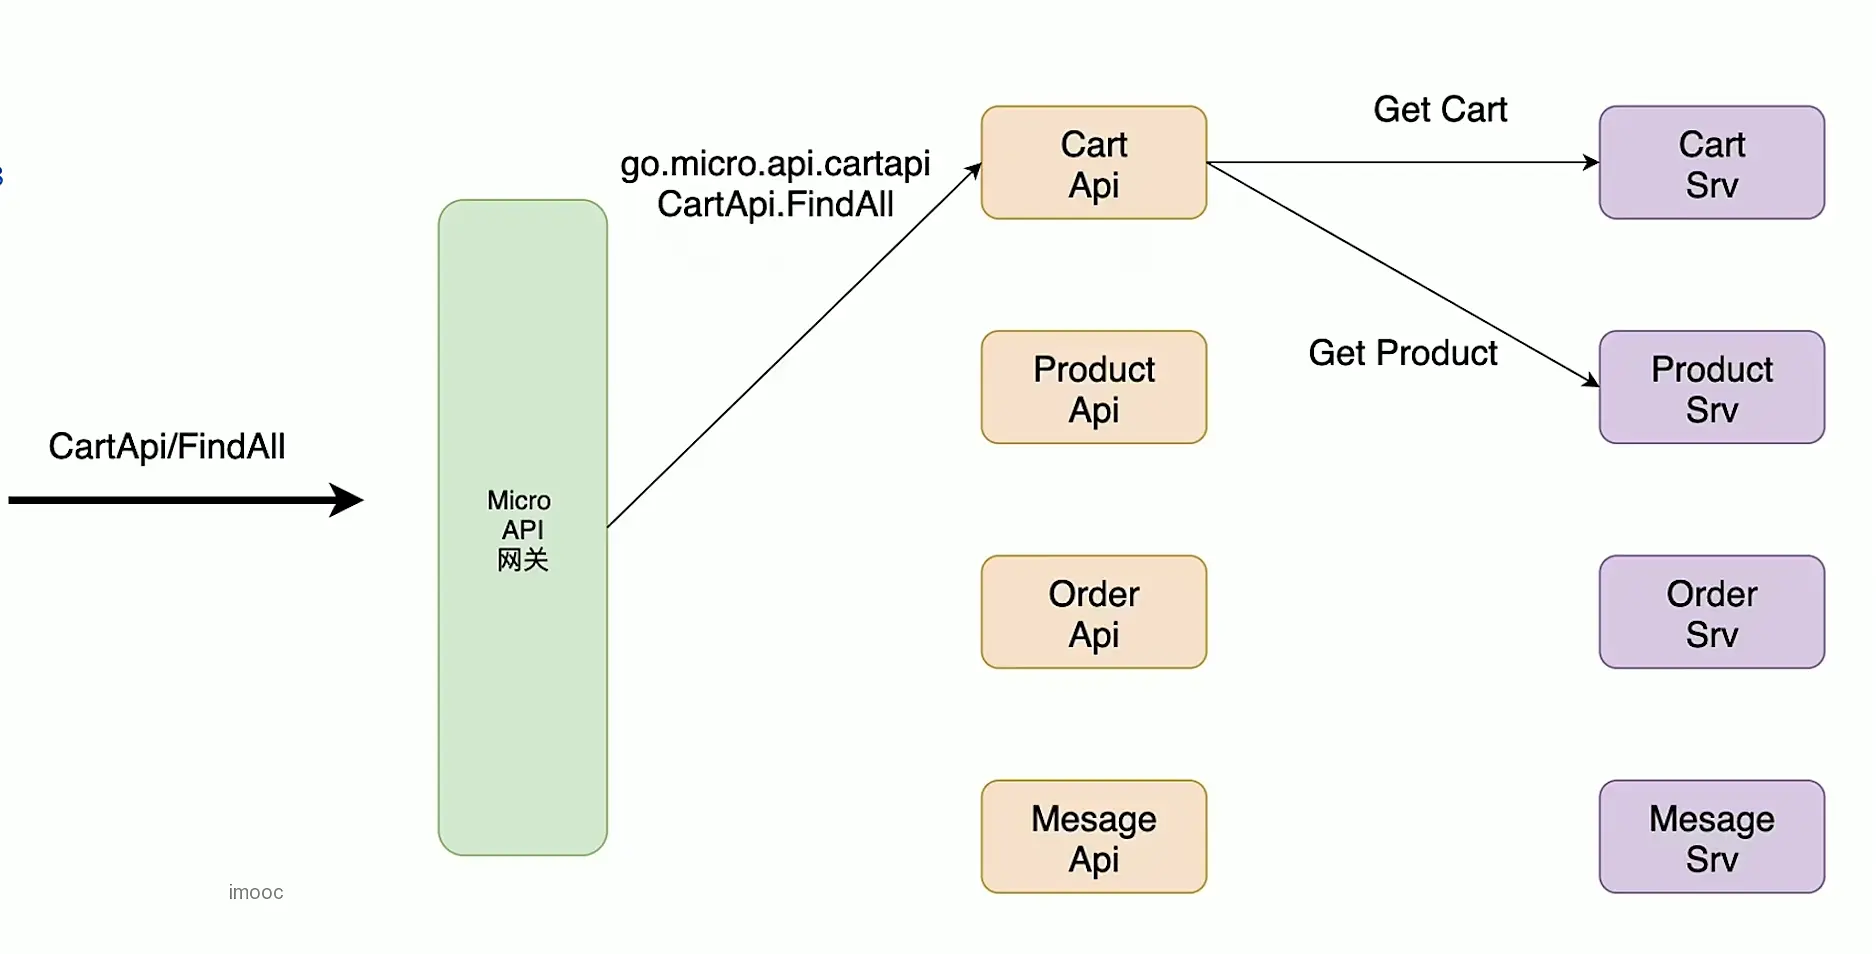 CartApi/FindAll
Micro
API
网关
go.micro.api.cartapi
CartApi.FindAll
Cart
Api
Get Cart
Cart
Srv
Product
Api
Get Product
Product
Srv
Order
Api
Order
Srv
Mesage
Api
Mesage
Srv
imooc